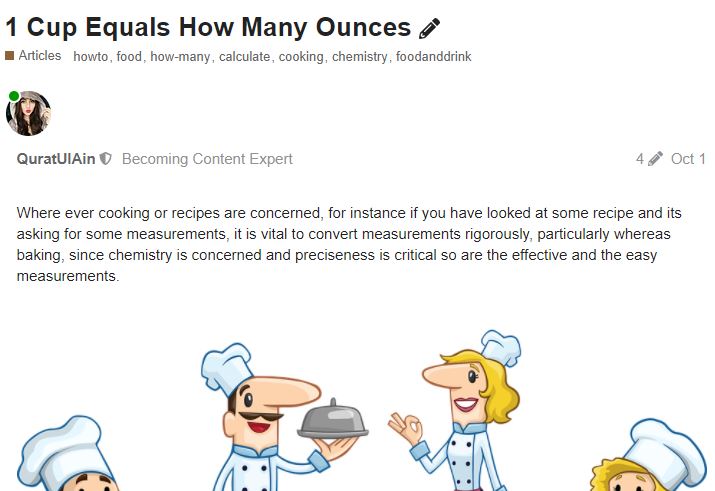 1 Cup Equals How Many Ounces
Articles howto, food, how-many, calculate, cooking, chemistry, foodanddrink
QuratUlAin Becoming Content Expert 4 Oct 1
Where ever cooking or recipes are concerned, for instance if you have looked at some recipe and its
asking for some measurements, it is vital to convert measurements rigorously, particularly whereas
baking, since chemistry is concerned and preciseness is critical so are the effective and the easy
measurements.